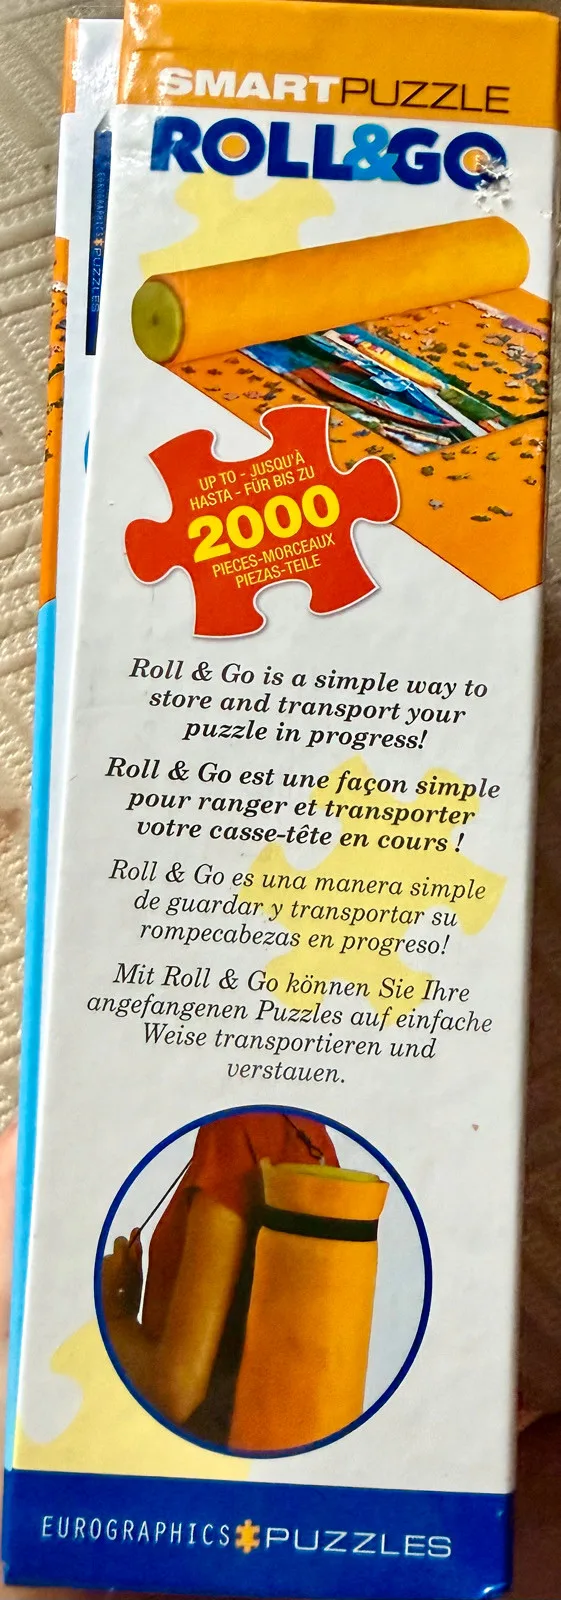 SMARTPUZZLE
ROLL&GO
UP TO - JUSQU'À
HASTA - FÜR BIS ZU
2000
PIECES-MORCEAUX
PIEZAS-TEILE
Roll & Go is a simple way to
store and transport your
puzzle in progress!
Roll & Go est une façon simple
pour ranger et transporter
votre casse-tête en cours !
Roll & Go es una manera simple
de guardar y transportar su
rompecabezas en progreso!
Mit Roll & Go können Sie Ihre
angefangenen Puzzles auf einfache
Weise transportieren und
verstauen.
EUROGRAPHICS PUZZLES
EUROGRAPHICS PUZZLES